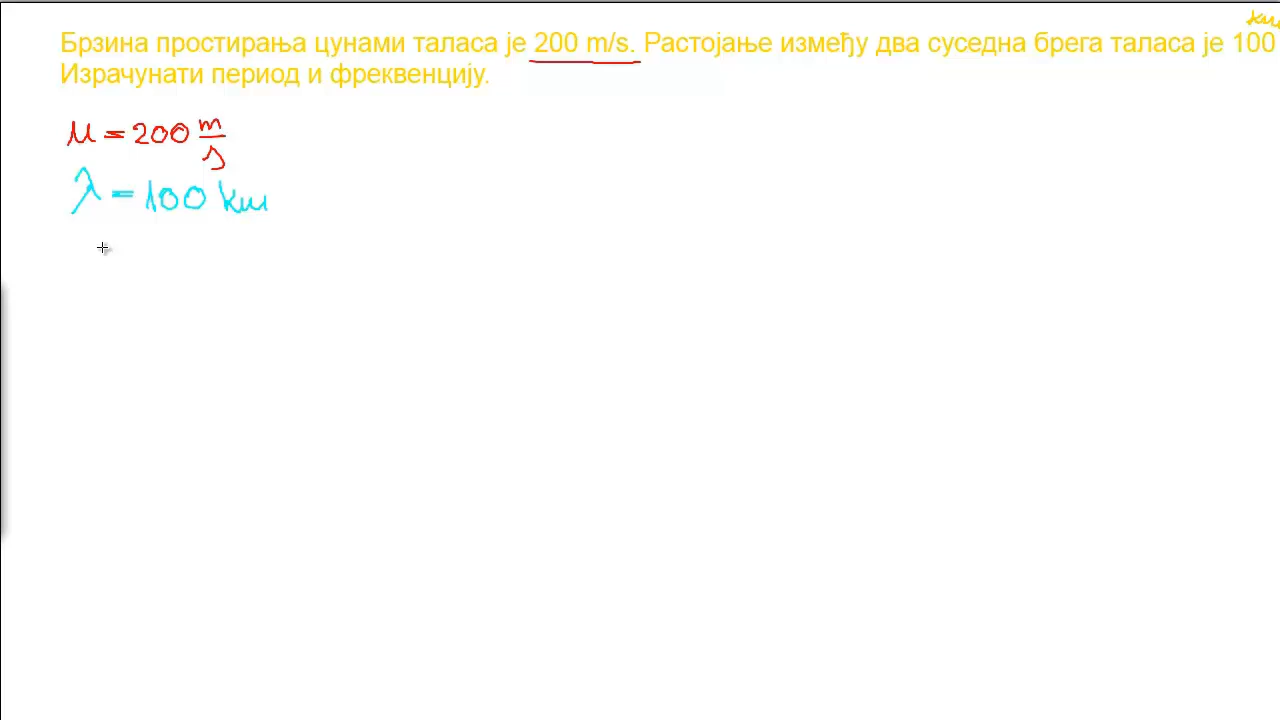 km
Брзина простирања цунами таласа је 200 m/s. Растојање између два суседна брега таласа је 100
Израчунати период и фреквенцију.
u = 200 m/s
λ = 100 km